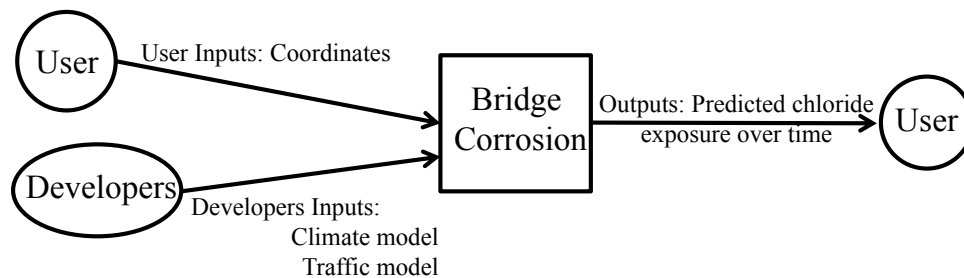 User
User Inputs: Coordinates
Developers
Developers Inputs:
Climate model
Traffic model
Bridge
Corrosion
Outputs: Predicted chloride
exposure over time
User